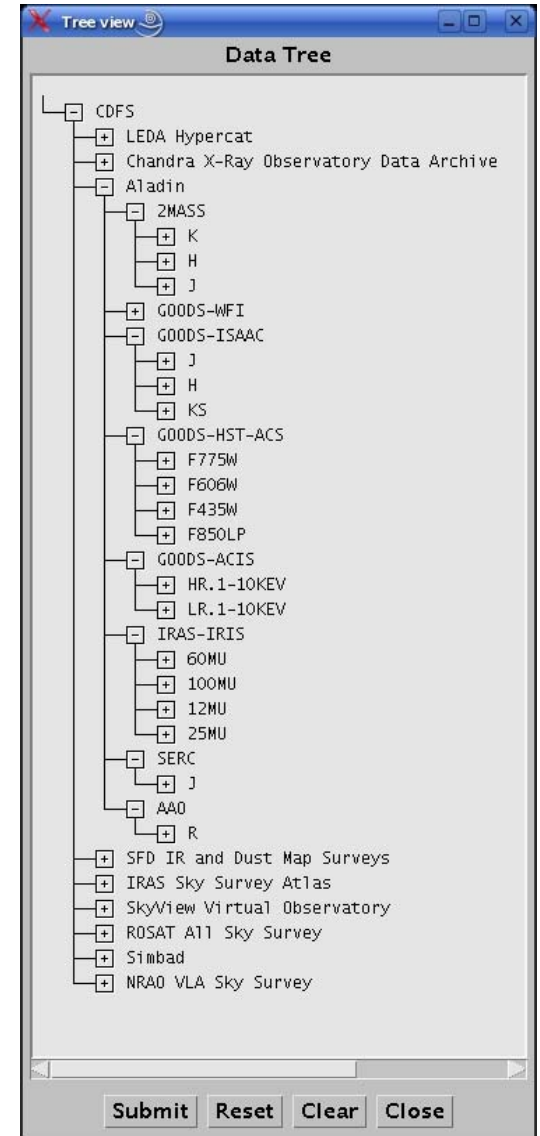 Tree view
Data Tree
CDFS
LEDA Hypercat
Chandra X-Ray Observatory Data Archive
Aladin
2MASS
K
H
J
GOODS-WFI
GOODS-ISAAC
J
H
KS
GOODS-HST-ACS
F775W
F606W
F435W
F850LP
GOODS-ACIS
HR.1-10KEV
LR.1-10KEV
IRAS-IRIS
60MU
100MU
12MU
25MU
SERC
J
AAO
R
SFD IR and Dust Map Surveys
IRAS Sky Survey Atlas
SkyView Virtual Observatory
ROSAT All Sky Survey
Simbad
NRAO VLA Sky Survey
Submit Reset Clear Close